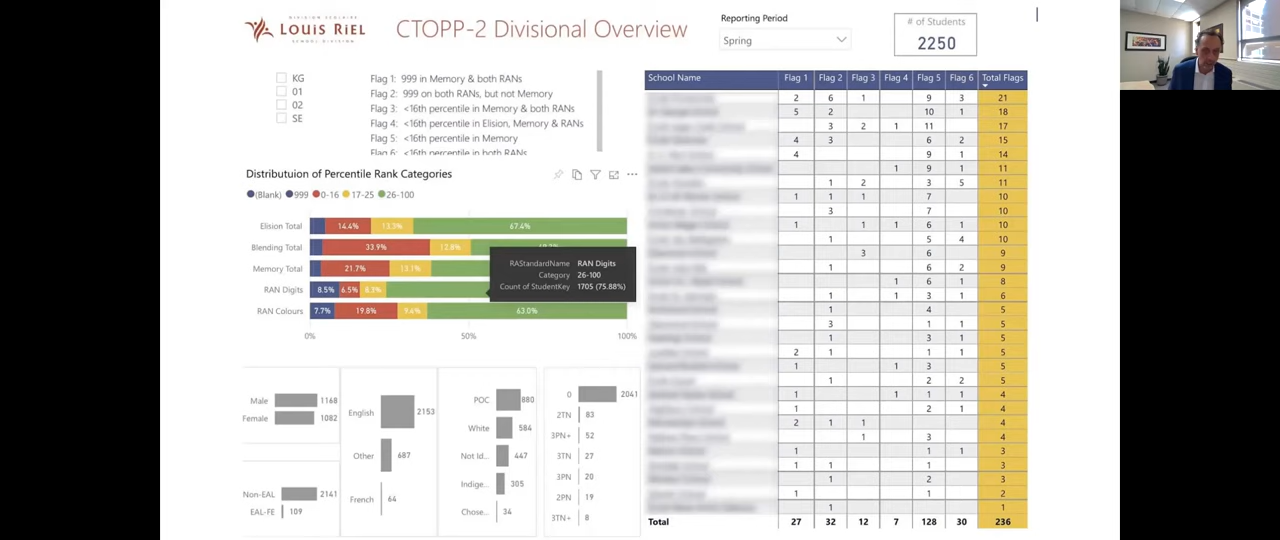 DIVISION SCOLAIRE
LOUIS RIEL
SCHOOL DIVISION
CTOPP-2 Divisional Overview
Reporting Period
Spring
# of Students
2250
KG
01
02
SE
Flag 1: 999 in Memory & both RANs
Flag 2: 999 on both RANs, but not Memory
Flag 3: <16th percentile in Memory & both RANs
Flag 4: <16th percentile in Elision, Memory & RANs
Flag 5: <16th percentile in Memory
Flag 6: <16th percentile in both RANs
Distributuion of Percentile Rank Categories
(Blank) 999 0-16 17-25 26-100
Elision Total 14.4% 13.3% 67.4%
Blending Total 33.9% 12.8%
Memory Total 21.7% 13.1%
RAN Digits 8.5% 6.5% 8.3%
RAN Colours 7.7% 19.8% 9.4% 63.0%
0% 50% 100%
RAStandardName RAN Digits
Category 26-100
Count of StudentKey 1705 (75.88%)
Male 1168
Female 1082
Non-EAL 2141
EAL-FE 109
English 2153
Other 687
French 64
POC 880
White 584
Not Id... 447
Indige... 305
Chose... 34
0 2041
2TN 83
3PN+ 52
3TN 27
3PN 20
2PN 19
3TN+ 8
School Name Flag 1 Flag 2 Flag 3 Flag 4 Flag 5 Flag 6 Total Flags
2 6 1 9 3 21
5 2 10 1 18
3 2 1 11 17
4 3 6 2 15
4 9 1 14
1 9 1 11
1 2 3 5 11
1 1 1 7 10
3 7 10
1 1 1 6 1 10
1 5 4 10
3 6 9
1 6 2 9
1 6 1 8
1 1 3 1 6
1 4 5
3 1 1 5
1 3 1 5
2 1 1 1 5
1 1 3 5
1 2 2 5
1 1 1 1 4
1 2 1 4
2 1 1 4
1 3 4
1 1 1 3
1 1 1 3
1 2 3
1 1 2
1 1
Total 27 32 12 7 128 30 236